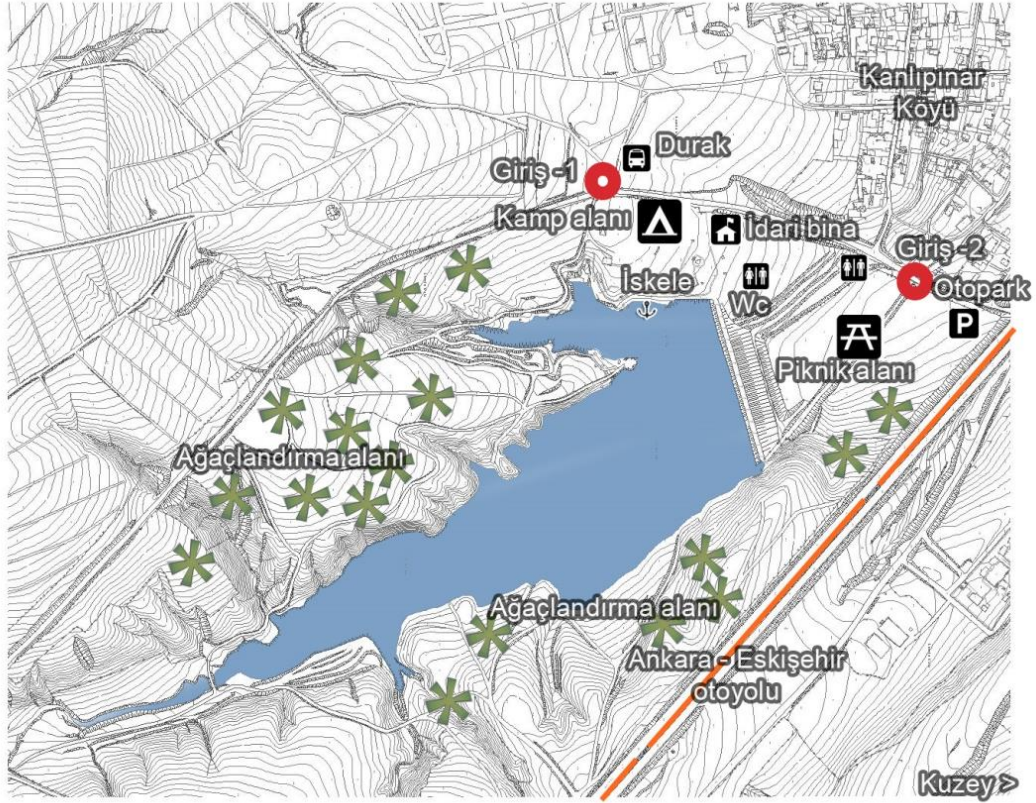 Kanlıpınar
Köyü
Durak
Giriş -1
Kamp alanı
İdari bina
Giriş -2
İskele
Wc
Otopark
P
Piknik alanı
Ağaçlandırma alanı
Ağaçlandırma alanı
Ankara - Eskişehir
otoyolu
Kuzey >